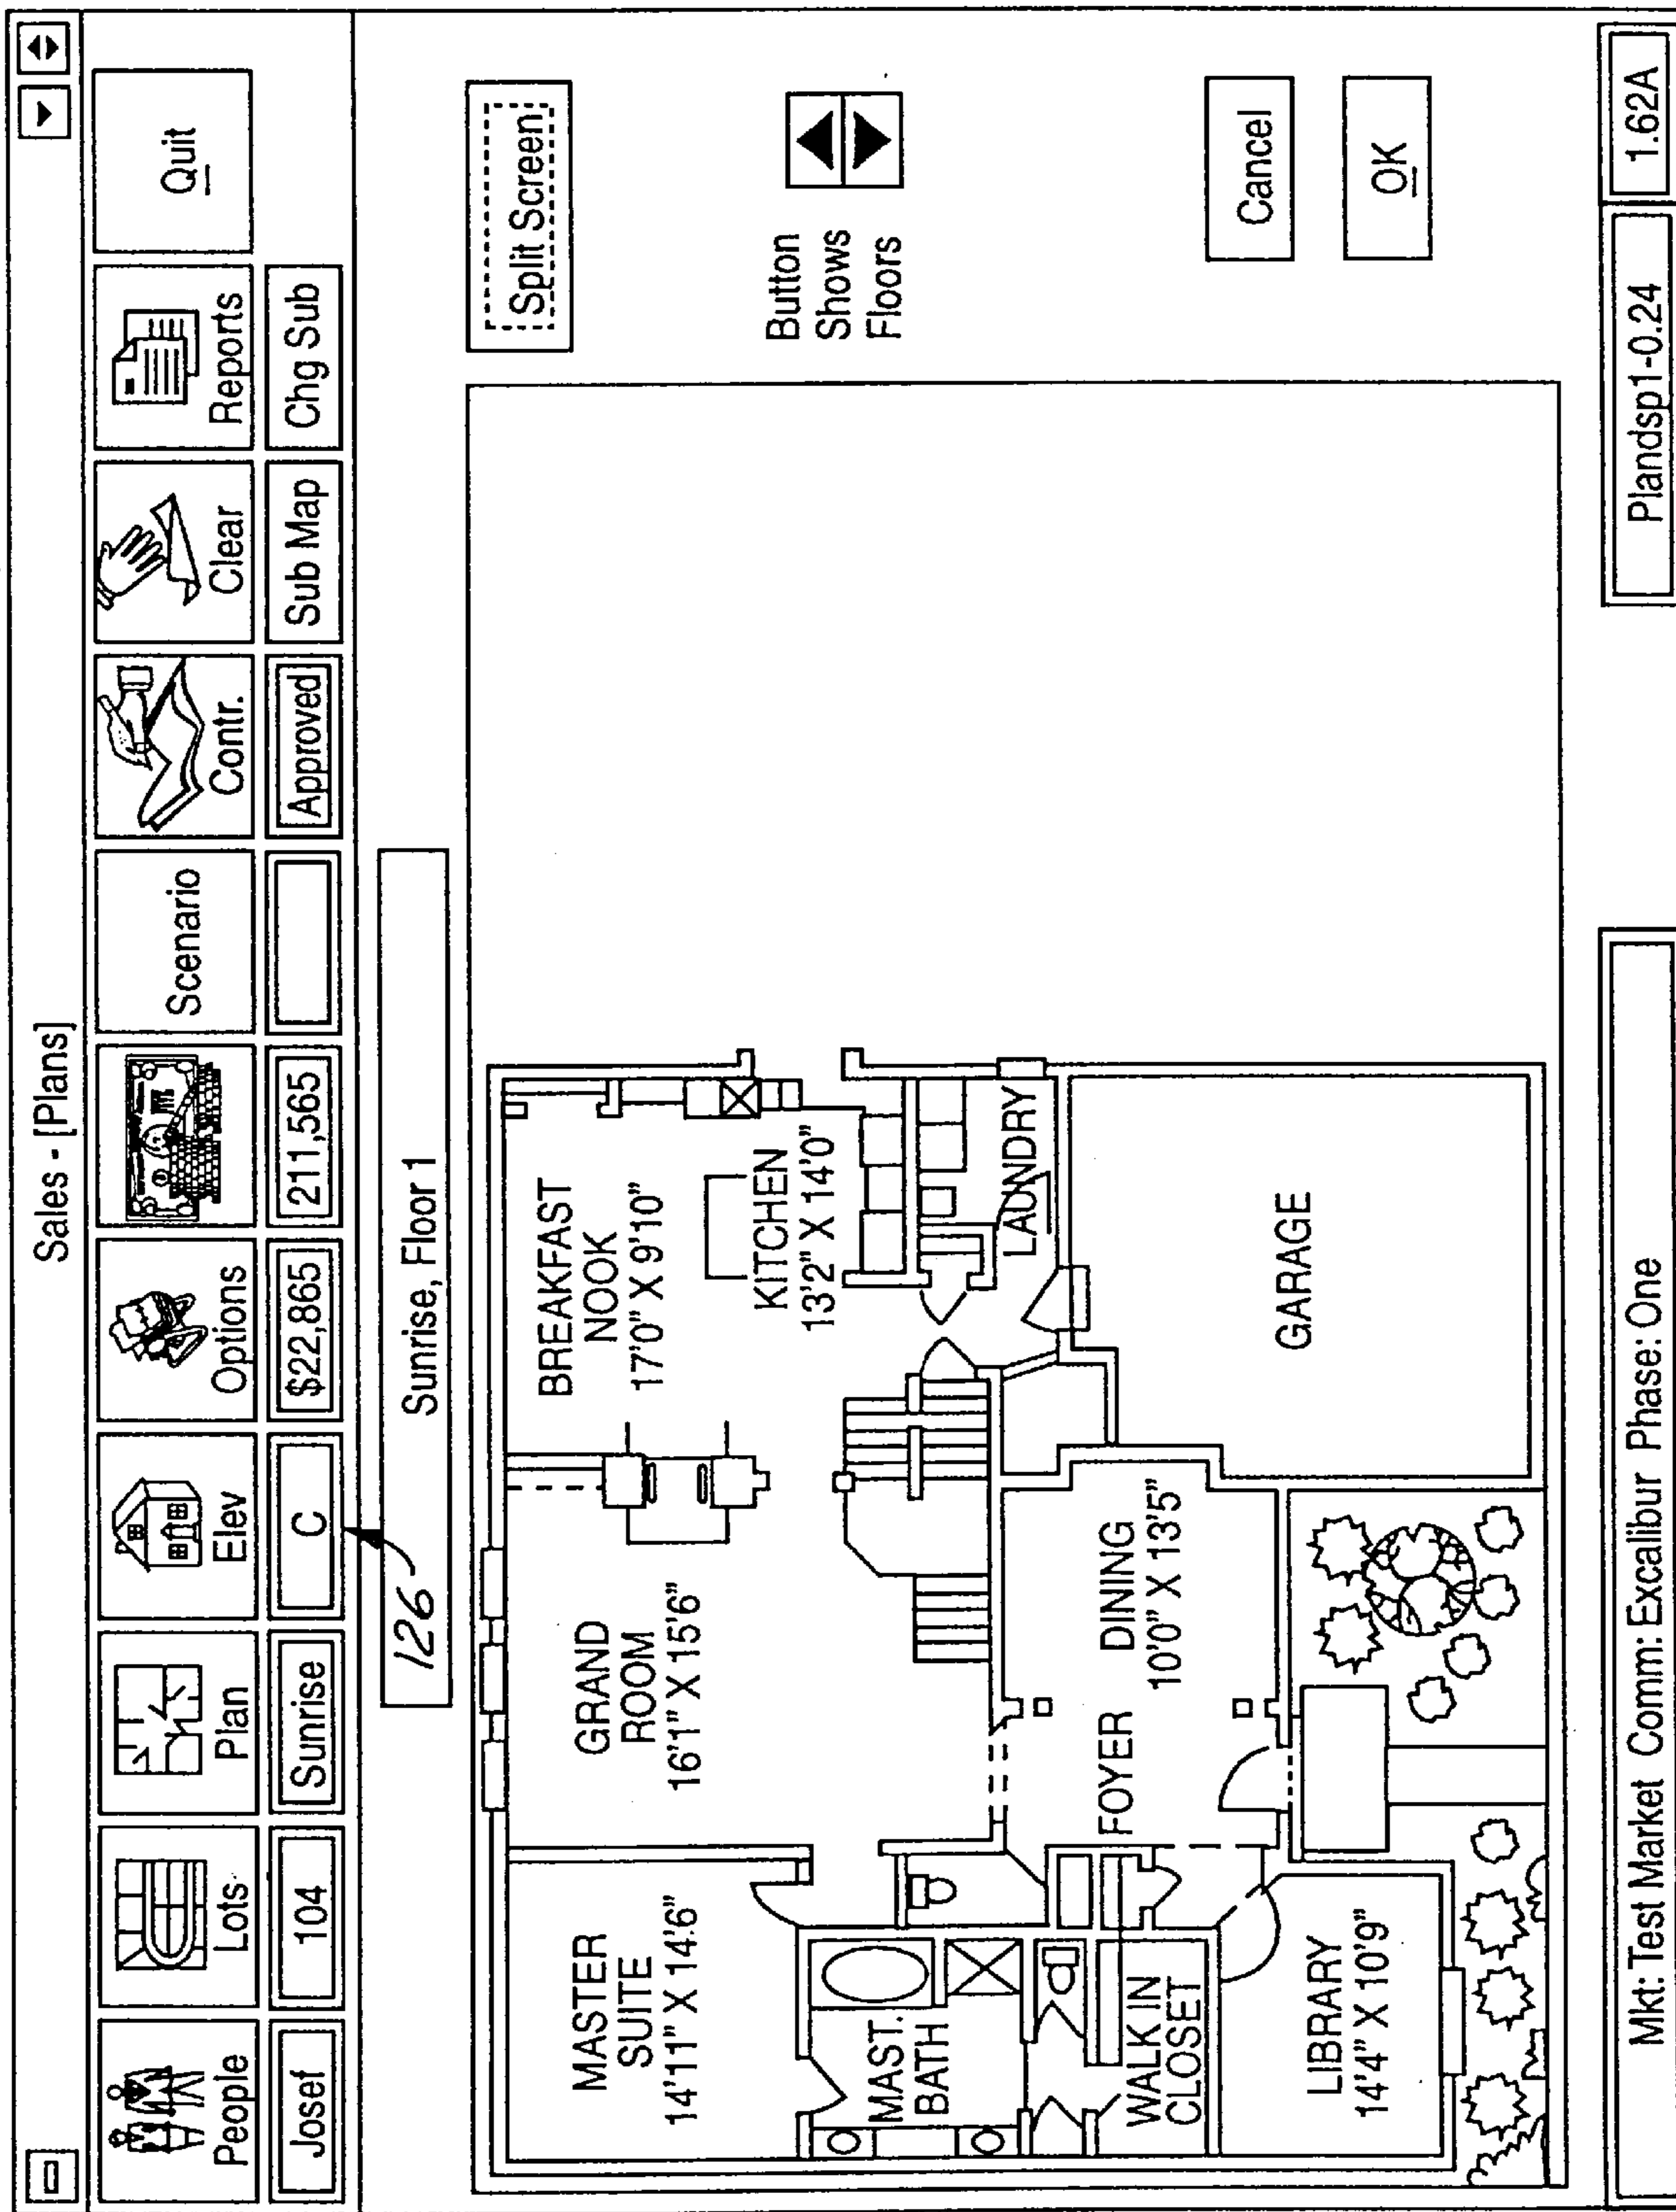 Sales - [Plans]
People
Lots
Plan
Elev
Options
Scenario
Contr.
Clear
Reports
Quit
Josef
104
Sunrise
C
$22,865
211,565
Approved
Sub Map
Chg Sub
126
Sunrise, Floor 1
Split Screen
Button
Shows
Floors
Cancel
OK
MASTER
SUITE
14'11" X 14'6"
GRAND
ROOM
16'1" X 15'6"
BREAKFAST
NOOK
17'0" X 9'10"
KITCHEN
13'2" X 14'0"
MAST.
BATH
LAUNDRY
WALK IN
CLOSET
FOYER
DINING
10'0" X 13'5"
LIBRARY
14'4" X 10'9"
GARAGE
Mkt: Test Market Comm: Excalibur Phase: One
Plandsp1-0.24
1.62A